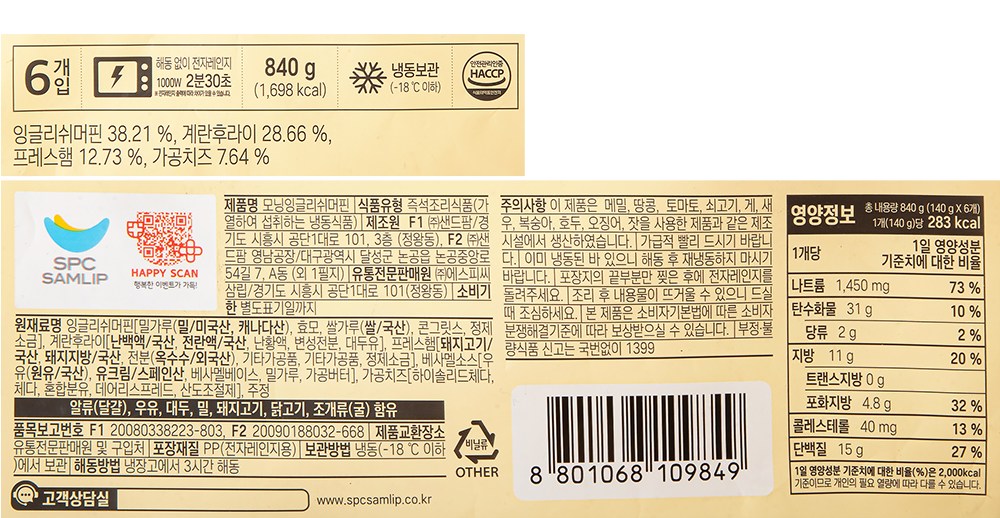 6개입
해동 없이 전자레인지
1000W 2분30초
※ 전자레인지 출력에 따라 차이가 있을 수 있습니다.
840 g
(1,698 kcal)
냉동보관
(-18 ℃ 이하)
안전관리인증
HACCP
식품의약품안전처
잉글리쉬머핀 38.21 %, 계란후라이 28.66 %,
프레스햄 12.73 %, 가공치즈 7.64 %
SPC
SAMLIP
HAPPY SCAN
행복한 이벤트가 가득!
제품명 모닝잉글리쉬머핀 | 식품유형 즉석조리식품(가
열하여 섭취하는 냉동식품) | 제조원 F1 ㈜샌드팜/경
기도 시흥시 공단1대로 101, 3층 (정왕동). F2 ㈜샌
드팜 영남공장/대구광역시 달성군 논공읍 논공중앙로
54길 7, A동 (외 1필지) | 유통전문판매원 ㈜에스피씨
삼립/경기도 시흥시 공단1대로 101(정왕동) | 소비기
한 별도표기일까지
원재료명 잉글리쉬머핀[밀가루(밀/미국산, 캐나다산), 효모, 쌀가루(쌀/국산), 콘그릿츠, 정제
소금], 계란후라이[난백액/국산, 전란액/국산, 난황액, 변성전분, 대두유], 프레스햄[돼지고기/
국산, 돼지지방/국산, 전분(옥수수/외국산), 기타가공품, 기타가공품, 정제소금], 베사멜소스[우
유(원유/국산), 유크림/스페인산, 베사멜베이스, 밀가루, 가공버터], 가공치즈[하이솔리드체다,
체다, 혼합분유, 데어리스프레드, 산도조절제], 주정
알류(달걀), 우유, 대두, 밀, 돼지고기, 닭고기, 조개류(굴) 함유
품목보고번호 F1 20080338223-803, F2 20090188032-668 | 제품교환장소
유통전문판매원 및 구입처 | 포장재질 PP(전자레인지용) | 보관방법 냉동(-18 ℃ 이하
)에서 보관 | 해동방법 냉장고에서 3시간 해동
고객상담실
www.spcsamlip.co.kr
비닐류
OTHER
주의사항 이 제품은 메밀, 땅콩, 토마토, 쇠고기, 게, 새
우, 복숭아, 호두, 오징어, 잣을 사용한 제품과 같은 제조
시설에서 생산하였습니다. | 가급적 빨리 드시기 바랍니
다. | 이미 냉동된 바 있으니 해동 후 재냉동하지 마시기
바랍니다. | 포장지의 끝부분만 찢은 후에 전자레인지를
돌려주세요. | 조리 후 내용물이 뜨거울 수 있으니 드실
때 조심하세요. | 본 제품은 소비자기본법에 따른 소비자
분쟁해결기준에 따라 보상받으실 수 있습니다. | 부정·불
량식품 신고는 국번없이 1399
8 801068 109849
영양정보
총 내용량 840 g (140 g X 6개)
1개(140 g)당 283 kcal
1개당
1일 영양성분
기준치에 대한 비율
나트륨 1,450 mg 73 %
탄수화물 31 g 10 %
당류 2 g 2 %
지방 11 g 20 %
트랜스지방 0 g
포화지방 4.8 g 32 %
콜레스테롤 40 mg 13 %
단백질 15 g 27 %
1일 영양성분 기준치에 대한 비율(%)은 2,000kcal
기준이므로 개인의 필요 열량에 따라 다를 수 있습니다.